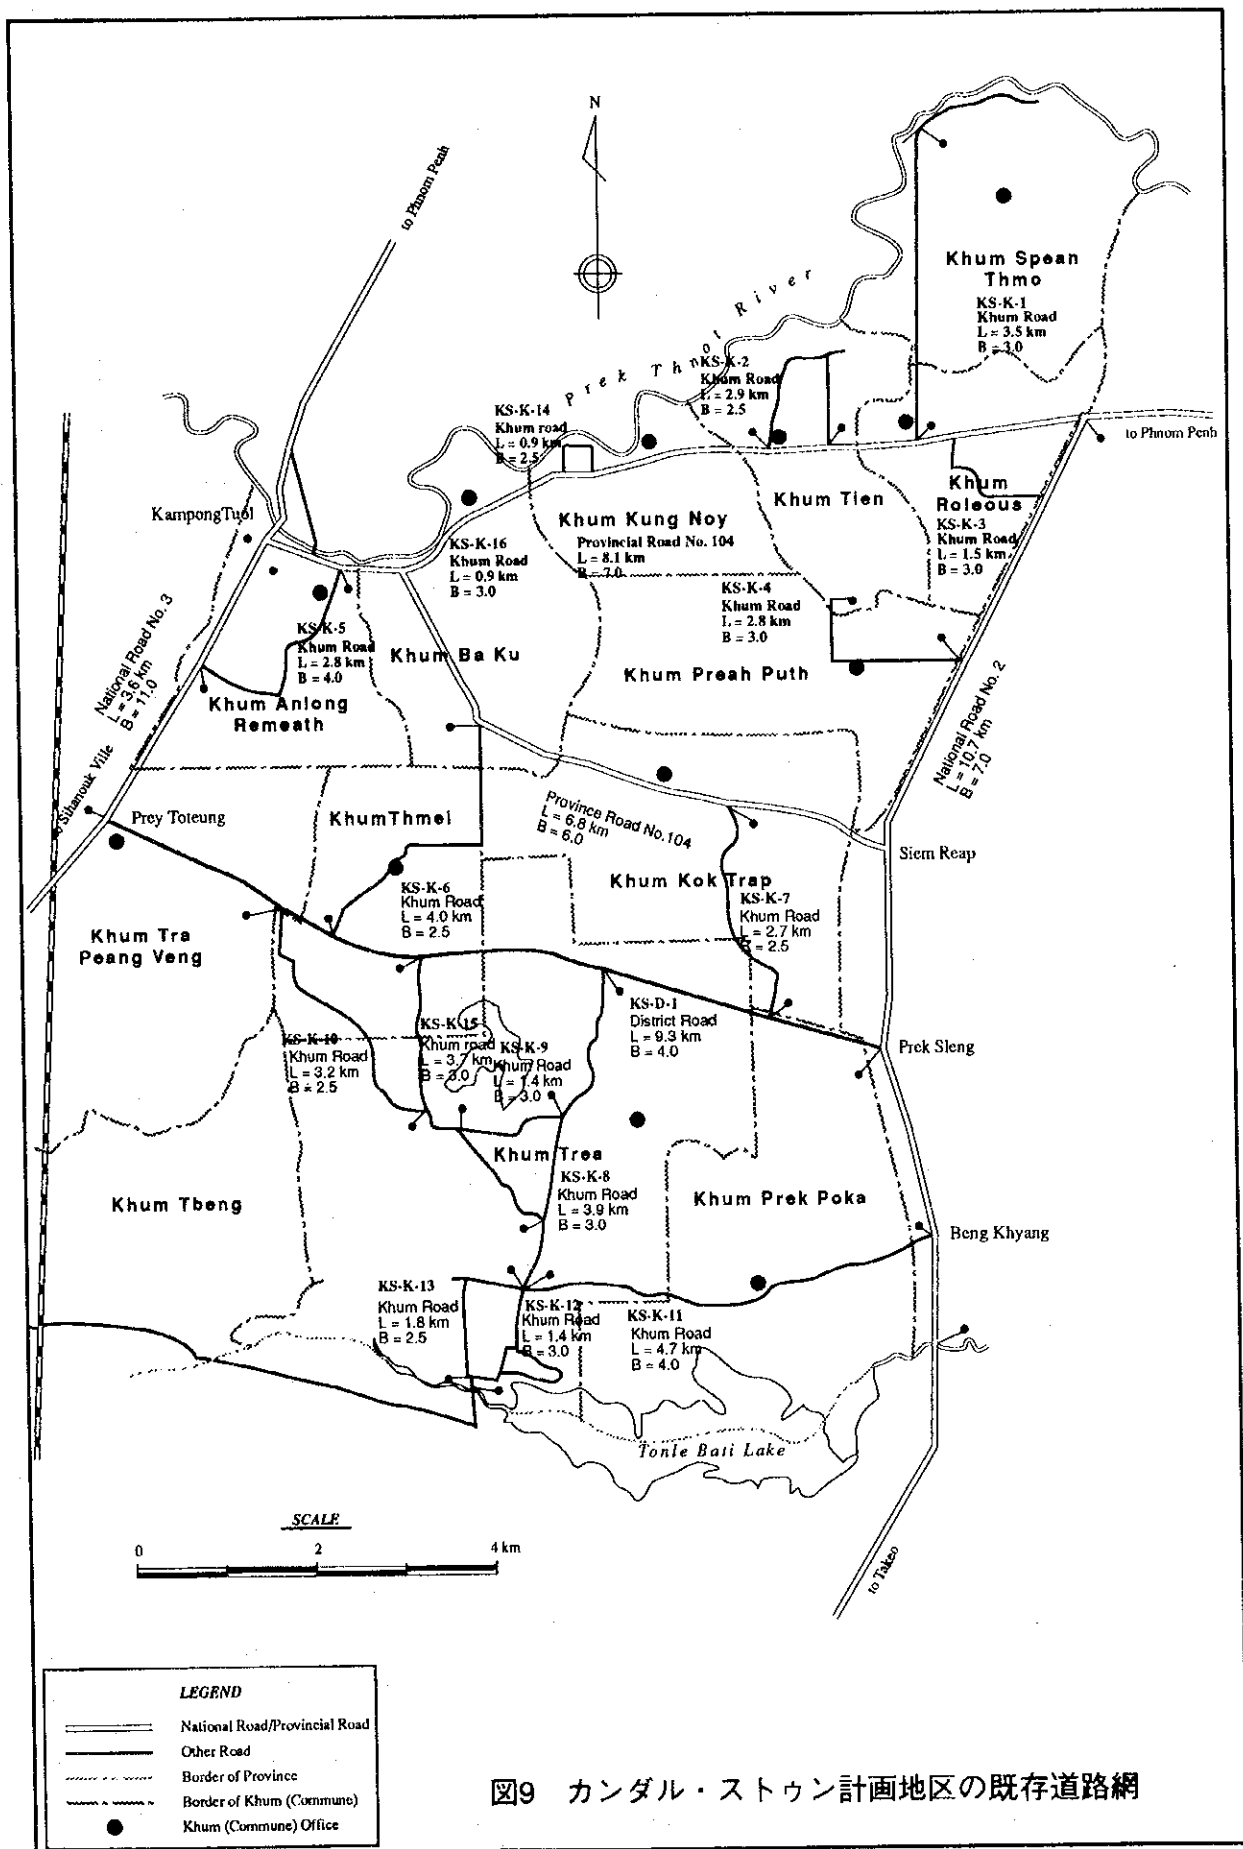 N
to Phnom Penh
Prek Thnot River
Khum Spean
Thmo
KS-K-1
Khum Road
L = 3.5 km
B = 3.0
KS-K-2
Khum Road
L = 2.9 km
B = 2.5
KS-K-14
Khum road
L = 0.9 km
B = 2.5
to Phnom Penh
Khum Tien
Khum
Roleous
KS-K-3
Khum Road
L = 1.5 km
B = 3.0
Kampong Tuol
Khum Kung Noy
Provincial Road No. 104
L = 8.1 km
B = 7.0
KS-K-16
Khum Road
L = 0.9 km
B = 3.0
KS-K-4
Khum Road
L = 2.8 km
B = 3.0
National Road No. 3
L = 3.6 km
B = 11.0
KS-K-5
Khum Road
L = 2.8 km
B = 4.0
Khum Ba Ku
Khum Preah Puth
Khum Anlong
Remeath
National Road No. 2
L = 10.7 km
B = 7.0
to Sihanouk Ville
Prey Toteung
Khum Thmei
Province Road No.104
L = 6.8 km
B = 6.0
Siem Reap
Khum Kok Trap
KS-K-6
Khum Road
L = 4.0 km
B = 2.5
KS-K-7
Khum Road
L = 2.7 km
B = 2.5
Khum Tra
Peang Veng
KS-D-1
District Road
L = 9.3 km
B = 4.0
Prek Sleng
KS-K-10
Khum Road
L = 3.2 km
B = 2.5
KS-K-15
Khum road
L = 3.7 km
B = 3.0
KS-K-9
Khum Road
L = 1.4 km
B = 3.0
Khum Trea
KS-K-8
Khum Road
L = 3.9 km
B = 3.0
Khum Tbeng
Khum Prek Poka
Beng Khyang
KS-K-13
Khum Road
L = 1.8 km
B = 2.5
KS-K-12
Khum Road
L = 1.4 km
B = 3.0
KS-K-11
Khum Road
L = 4.7 km
B = 4.0
Tonle Bati Lake
to Takeo
SCALE
0 2 4 km
LEGEND
National Road/Provincial Road
Other Road
Border of Province
Border of Khum (Commune)
Khum (Commune) Office
図9 カンダル・ストゥン計画地区の既存道路網